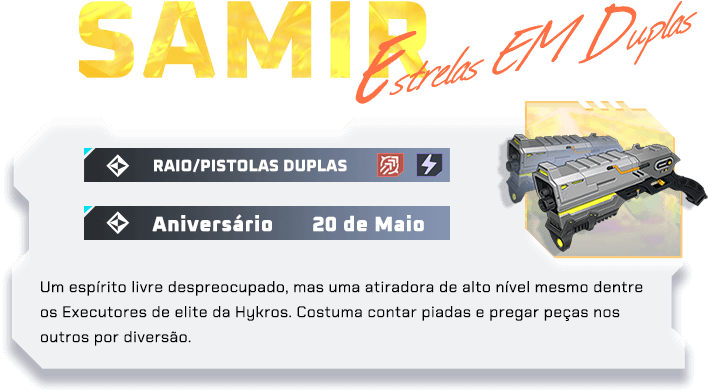 SAMIR
Estrelas EM Duplas
RAIO/PISTOLAS DUPLAS
Aniversário 20 de Maio
Um espírito livre despreocupado, mas uma atiradora de alto nível mesmo dentre
os Executores de elite da Hykros. Costuma contar piadas e pregar peças nos
outros por diversão.